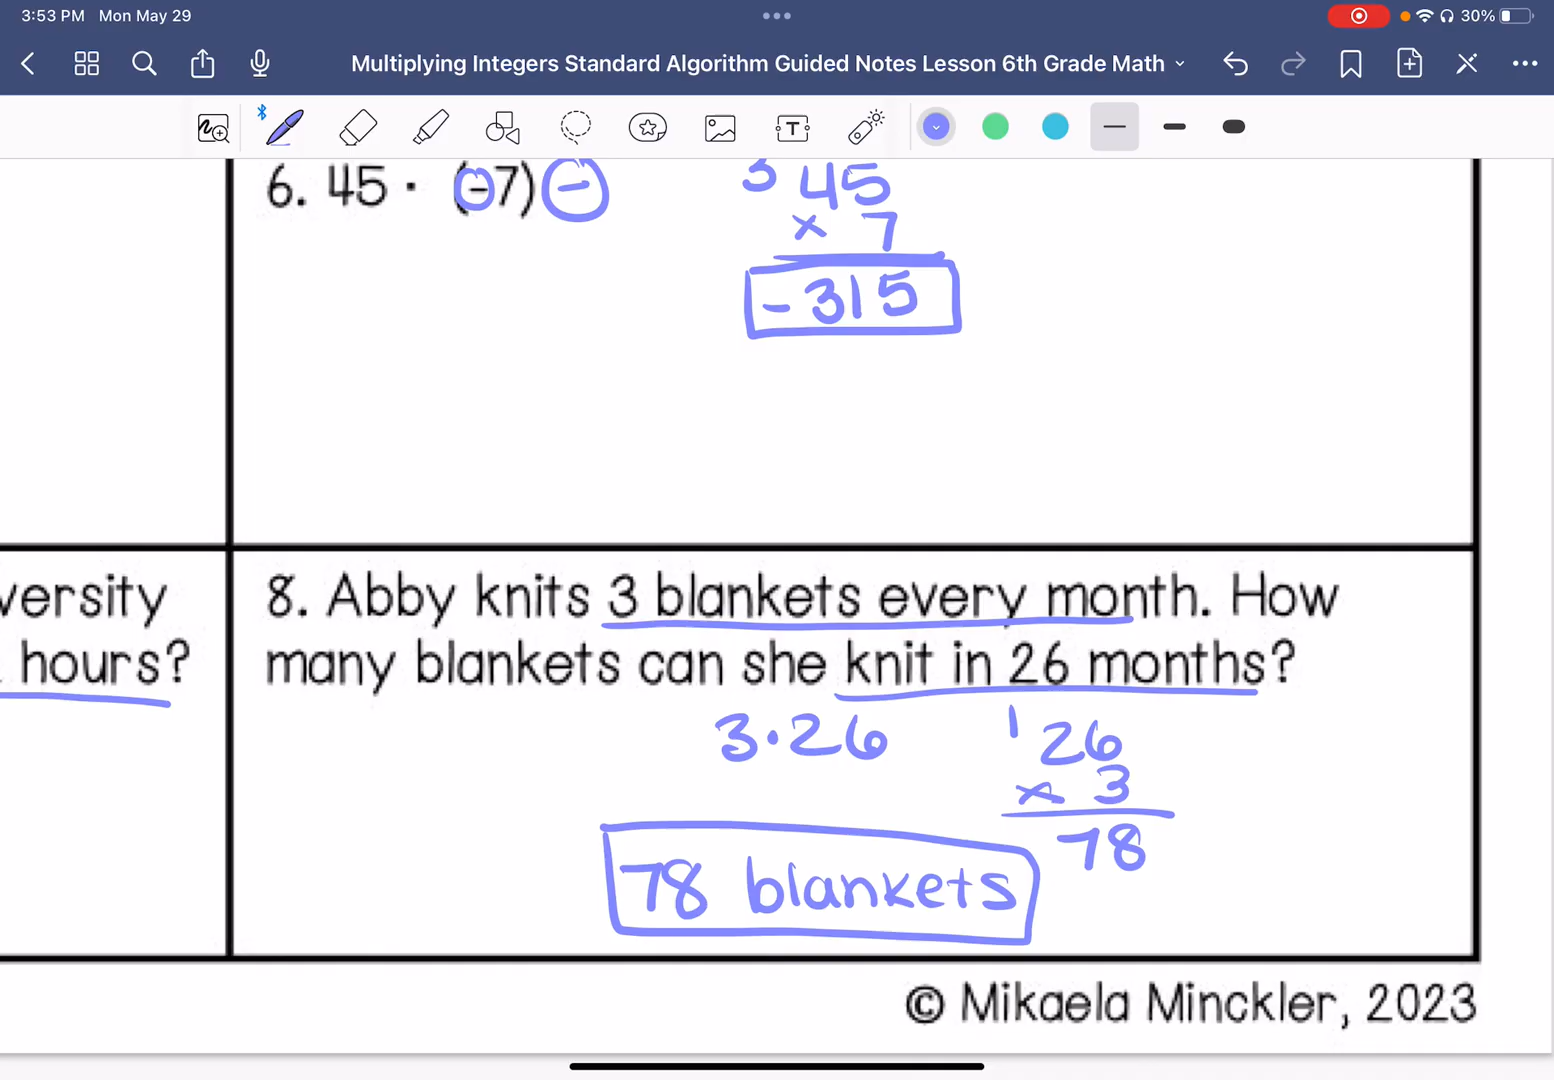 3:53 PM Mon May 29
30%
Multiplying Integers Standard Algorithm Guided Notes Lesson 6th Grade Math
T
6. 45 · (-7) -
3 45
× 7
-315
versity
hours?
8. Abby knits 3 blankets every month. How
many blankets can she knit in 26 months?
3·26
1 26
× 3
78
78 blankets
© Mikaela Minckler, 2023